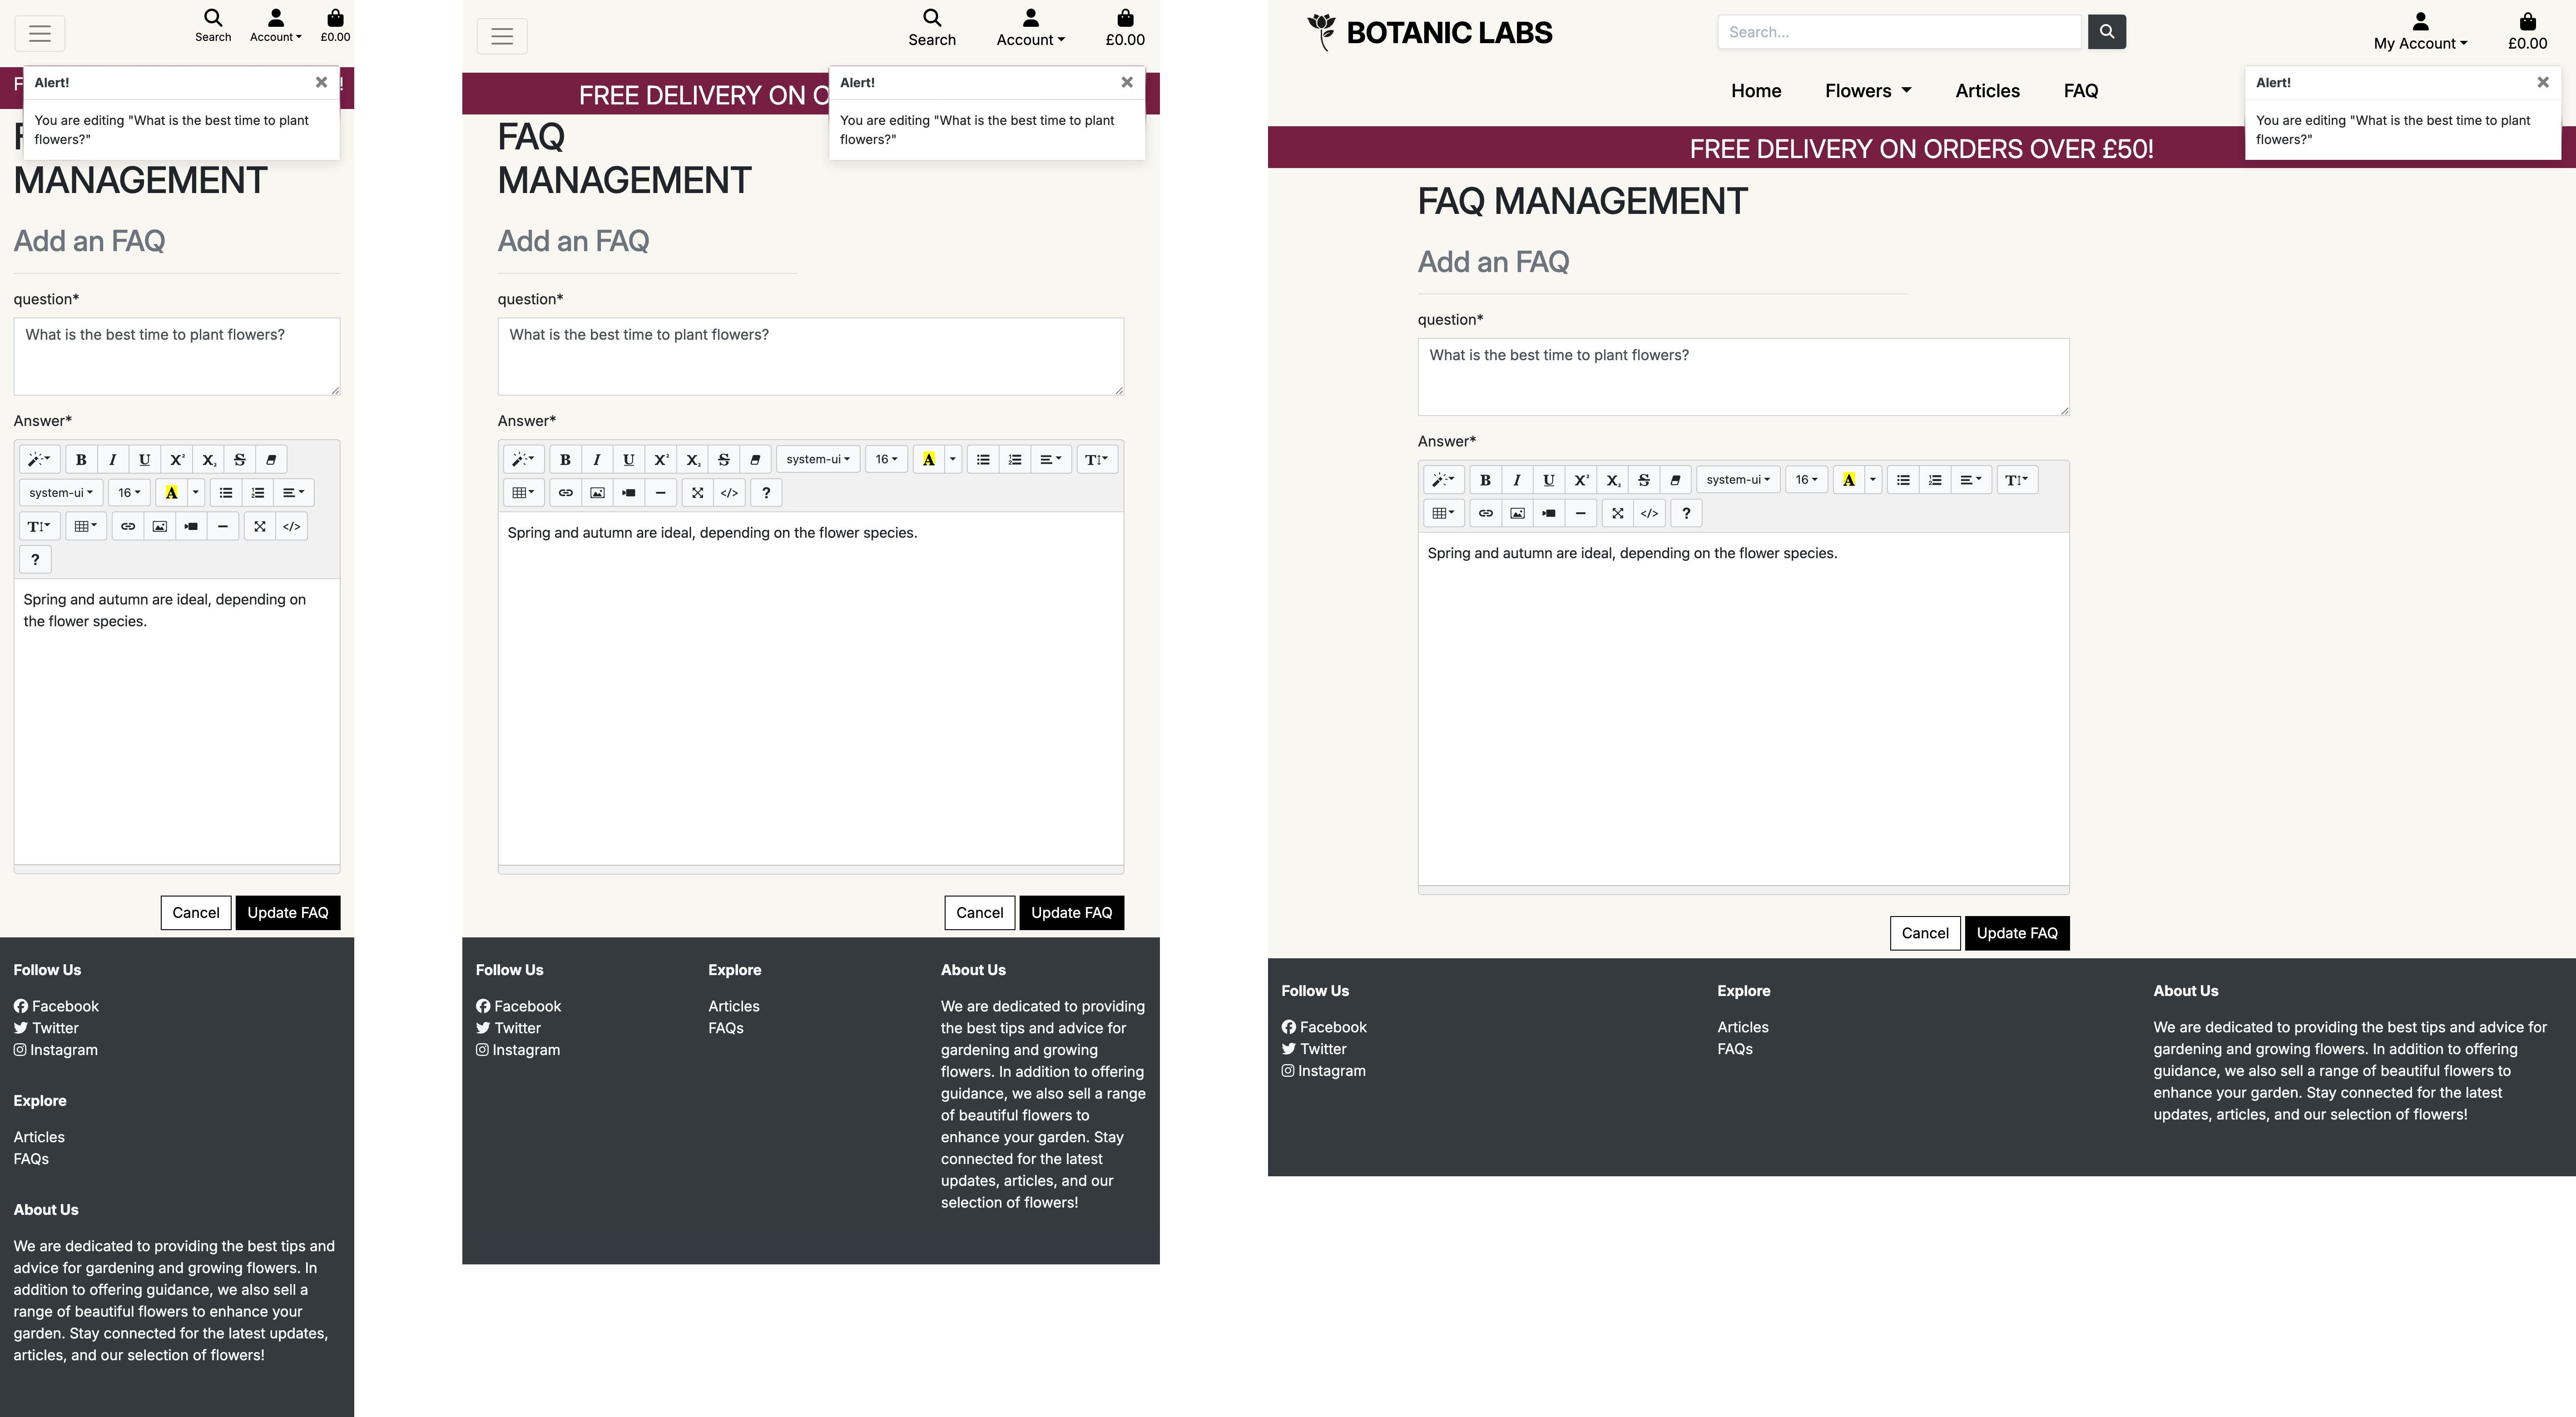 Search
Account
£0.00
F
!
Alert!
You are editing "What is the best time to plant
flowers?"
F
MANAGEMENT
Add an FAQ
question*
What is the best time to plant flowers?
Answer*
B I U X² X₂ S
system-ui 16 A
T
</>
?
Spring and autumn are ideal, depending on
the flower species.
Cancel Update FAQ
Follow Us
Facebook
Twitter
Instagram
Explore
Articles
FAQs
About Us
We are dedicated to providing the best tips and
advice for gardening and growing flowers. In
addition to offering guidance, we also sell a
range of beautiful flowers to enhance your
garden. Stay connected for the latest updates,
articles, and our selection of flowers!
Search
Account
£0.00
FREE DELIVERY ON O
Alert!
You are editing "What is the best time to plant
flowers?"
FAQ
MANAGEMENT
Add an FAQ
question*
What is the best time to plant flowers?
Answer*
B I U X² X₂ S system-ui 16 A T
</> ?
Spring and autumn are ideal, depending on the flower species.
Cancel Update FAQ
Follow Us
Facebook
Twitter
Instagram
Explore
Articles
FAQs
About Us
We are dedicated to providing
the best tips and advice for
gardening and growing
flowers. In addition to offering
guidance, we also sell a range
of beautiful flowers to
enhance your garden. Stay
connected for the latest
updates, articles, and our
selection of flowers!
BOTANIC LABS
Search...
My Account
£0.00
Home Flowers Articles FAQ
Alert!
You are editing "What is the best time to plant
flowers?"
FREE DELIVERY ON ORDERS OVER £50!
FAQ MANAGEMENT
Add an FAQ
question*
What is the best time to plant flowers?
Answer*
B I U X² X₂ S system-ui 16 A T
</> ?
Spring and autumn are ideal, depending on the flower species.
Cancel Update FAQ
Follow Us
Facebook
Twitter
Instagram
Explore
Articles
FAQs
About Us
We are dedicated to providing the best tips and advice for
gardening and growing flowers. In addition to offering
guidance, we also sell a range of beautiful flowers to
enhance your garden. Stay connected for the latest
updates, articles, and our selection of flowers!